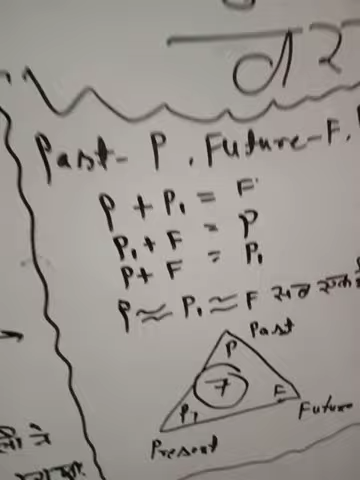 Past - P, Future - F,
P + P₁ = F
P₁ + F = P
P + F = P₁
P ≈ P₁ ≈ F सब एक
Past
P
7
P₁ F
Future
Present